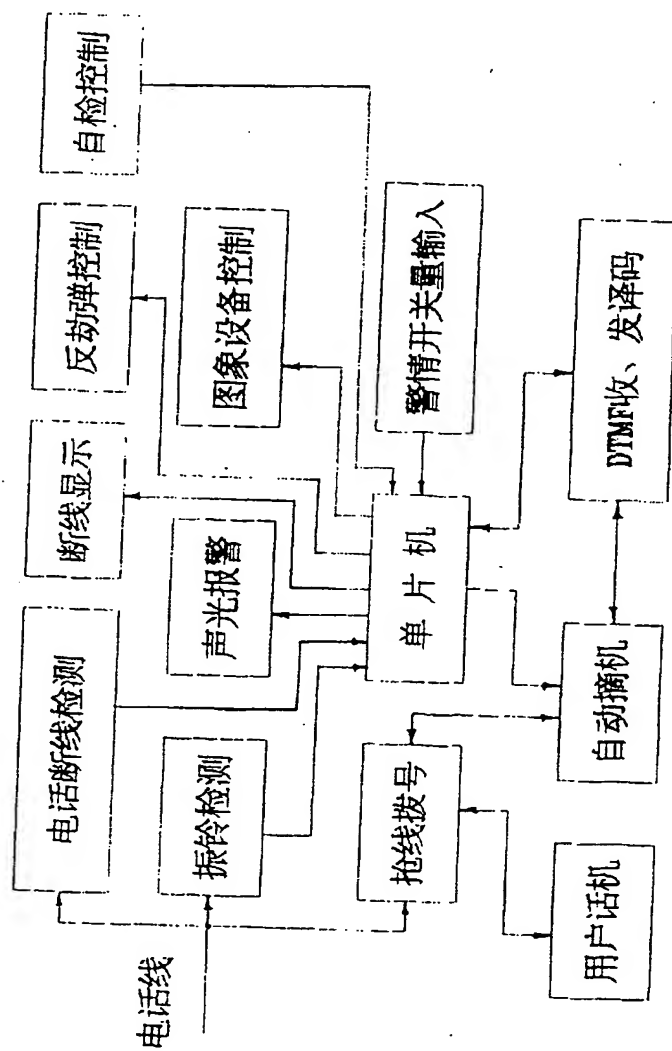 电话线
电话断线检测
断线显示
反劫弹控制
自检控制
振铃检测
声光报警
图象设备控制
抢线拨号
单片机
警情开关量输入
用户话机
自动摘机
DTMF收、发译码